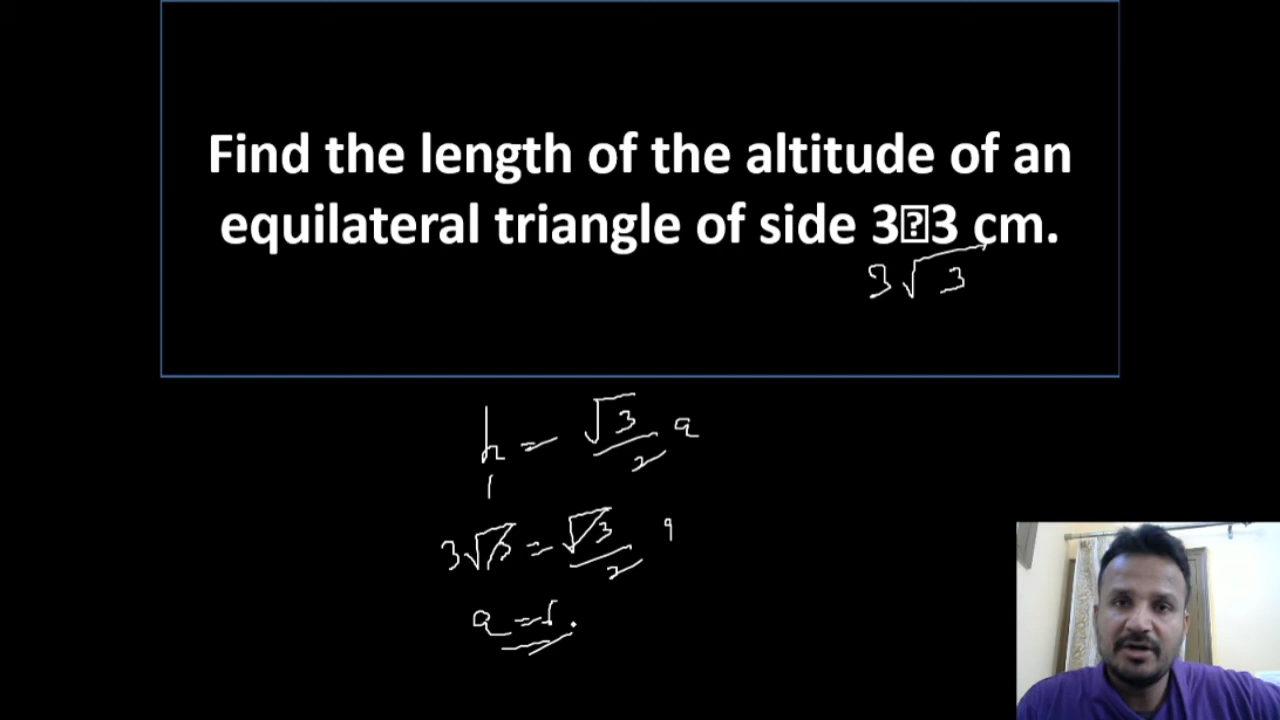 Find the length of the altitude of an
equilateral triangle of side 3⍰3 cm.
3√3
h = √3/2 a
3√3 = √3/2 a
a = 6.